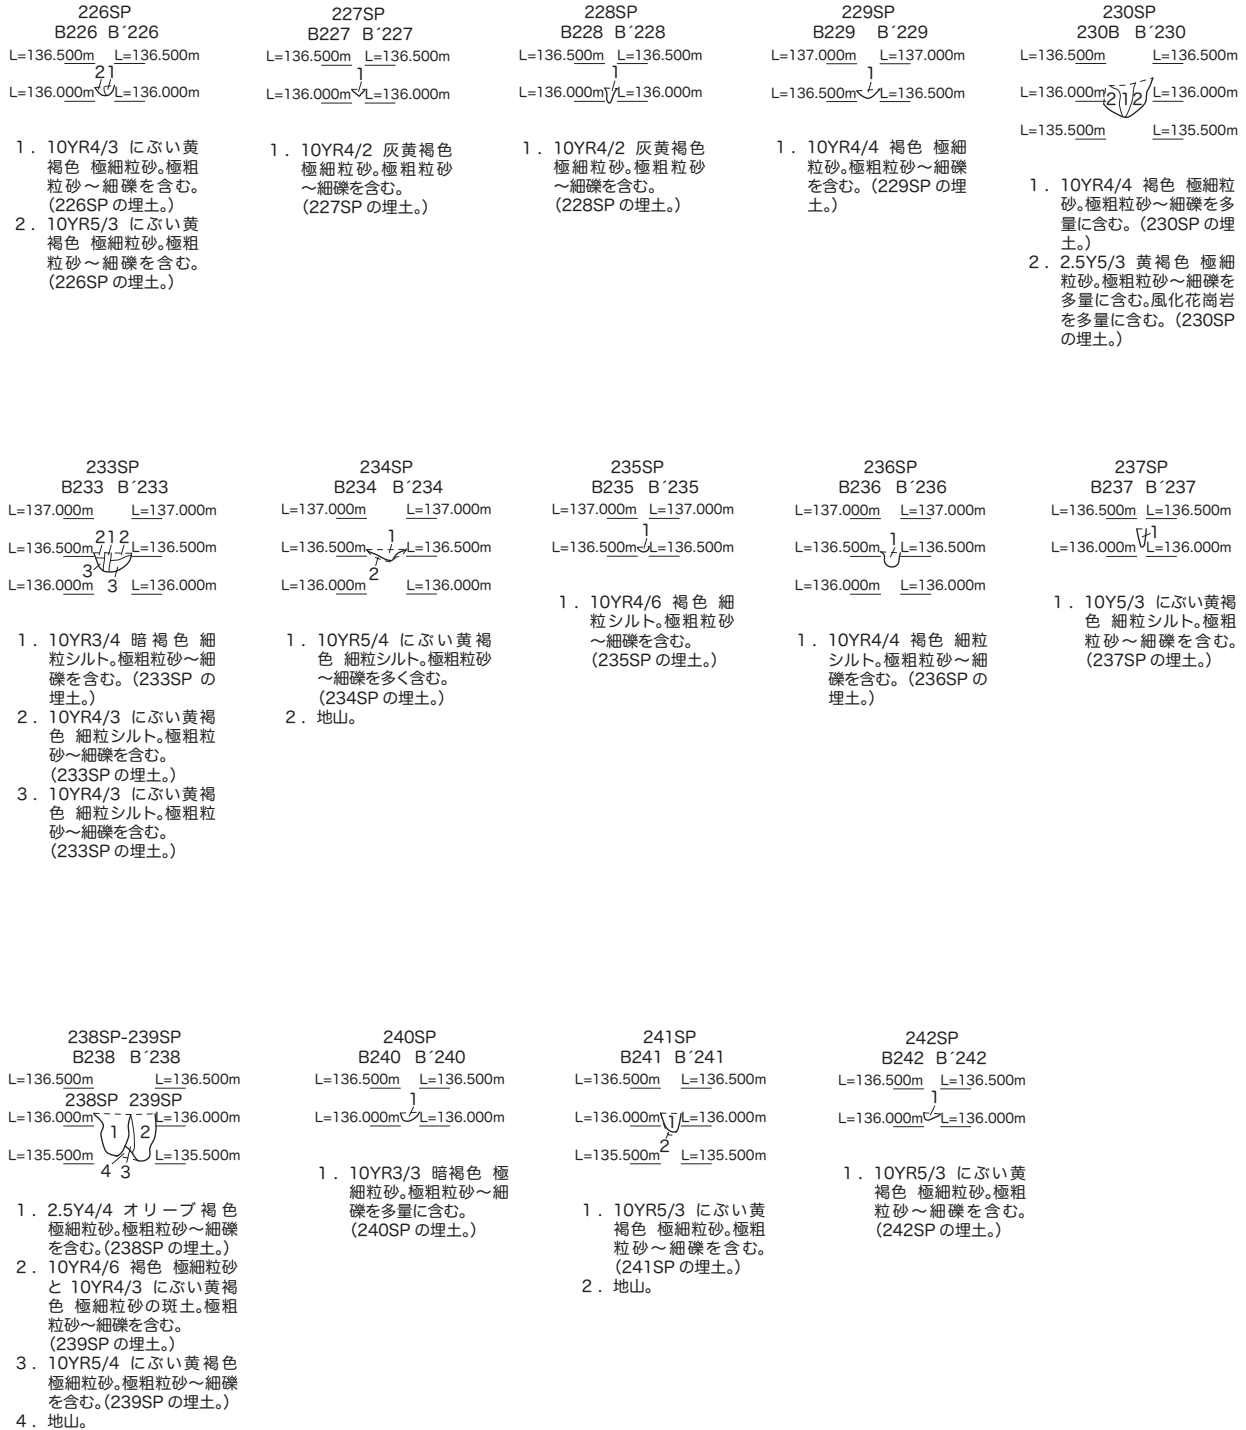 226SP
B226 B´226
L=136.500m L=136.500m
2 1
L=136.000m L=136.000m
1. 10YR4/3 にぶい黄
褐色 極細粒砂。極粗
粒砂～細礫を含む。
(226SP の埋土。)
2. 10YR5/3 にぶい黄
褐色 極細粒砂。極粗
粒砂～細礫を含む。
(226SP の埋土。)
227SP
B227 B´227
L=136.500m L=136.500m
1
L=136.000m L=136.000m
1. 10YR4/2 灰黄褐色
極細粒砂。極粗粒砂
～細礫を含む。
(227SP の埋土。)
228SP
B228 B´228
L=136.500m L=136.500m
1
L=136.000m L=136.000m
1. 10YR4/2 灰黄褐色
極細粒砂。極粗粒砂
～細礫を含む。
(228SP の埋土。)
229SP
B229 B´229
L=137.000m L=137.000m
1
L=136.500m L=136.500m
1. 10YR4/4 褐色 極細
粒砂。極粗粒砂～細礫
を含む。(229SP の埋
土。)
230SP
230B B´230
L=136.500m L=136.500m
L=136.000m 2 1 2 L=136.000m
L=135.500m L=135.500m
1. 10YR4/4 褐色 極細粒
砂。極粗粒砂～細礫を多
量に含む。(230SP の埋
土。)
2. 2.5Y5/3 黄褐色 極細
粒砂。極粗粒砂～細礫を
多量に含む。風化花崗岩
を多量に含む。(230SP
の埋土。)
233SP
B233 B´233
L=137.000m L=137.000m
2 1 2
L=136.500m L=136.500m
3
L=136.000m 3 L=136.000m
1. 10YR3/4 暗褐色 細
粒シルト。極粗粒砂～細
礫を含む。(233SP の
埋土。)
2. 10YR4/3 にぶい黄褐
色 細粒シルト。極粗粒
砂～細礫を含む。
(233SP の埋土。)
3. 10YR4/3 にぶい黄褐
色 細粒シルト。極粗粒
砂～細礫を含む。
(233SP の埋土。)
234SP
B234 B´234
L=137.000m L=137.000m
1
L=136.500m L=136.500m
2
L=136.000m L=136.000m
1. 10YR5/4 にぶい黄褐
色 細粒シルト。極粗粒砂
～細礫を多く含む。
(234SP の埋土。)
2. 地山。
235SP
B235 B´235
L=137.000m L=137.000m
1
L=136.500m L=136.500m
1. 10YR4/6 褐色 細
粒シルト。極粗粒砂
～細礫を含む。
(235SP の埋土。)
236SP
B236 B´236
L=137.000m L=137.000m
1
L=136.500m L=136.500m
L=136.000m L=136.000m
1. 10YR4/4 褐色 細粒
シルト。極粗粒砂～細
礫を含む。(236SP の
埋土。)
237SP
B237 B´237
L=136.500m L=136.500m
1
L=136.000m L=136.000m
1. 10Y5/3 にぶい黄褐
色 細粒シルト。極粗
粒砂～細礫を含む。
(237SP の埋土。)
238SP-239SP
B238 B´238
L=136.500m L=136.500m
238SP 239SP
L=136.000m L=136.000m
1 2
L=135.500m L=135.500m
4 3
1. 2.5Y4/4 オリーブ褐色
極細粒砂。極粗粒砂～細礫
を含む。(238SP の埋土。)
2. 10YR4/6 褐色 極細粒砂
と 10YR4/3 にぶい黄褐
色 極細粒砂の斑土。極粗
粒砂～細礫を含む。
(239SP の埋土。)
3. 10YR5/4 にぶい黄褐色
極細粒砂。極粗粒砂～細礫
を含む。(239SP の埋土。)
4. 地山。
240SP
B240 B´240
L=136.500m L=136.500m
1
L=136.000m L=136.000m
1. 10YR3/3 暗褐色 極
細粒砂。極粗粒砂～細
礫を多量に含む。
(240SP の埋土。)
241SP
B241 B´241
L=136.500m L=136.500m
L=136.000m 1 L=136.000m
2
L=135.500m L=135.500m
1. 10YR5/3 にぶい黄
褐色 極細粒砂。極粗
粒砂～細礫を含む。
(241SP の埋土。)
2. 地山。
242SP
B242 B´242
L=136.500m L=136.500m
1
L=136.000m L=136.000m
1. 10YR5/3 にぶい黄
褐色 極細粒砂。極粗
粒砂～細礫を含む。
(242SP の埋土。)